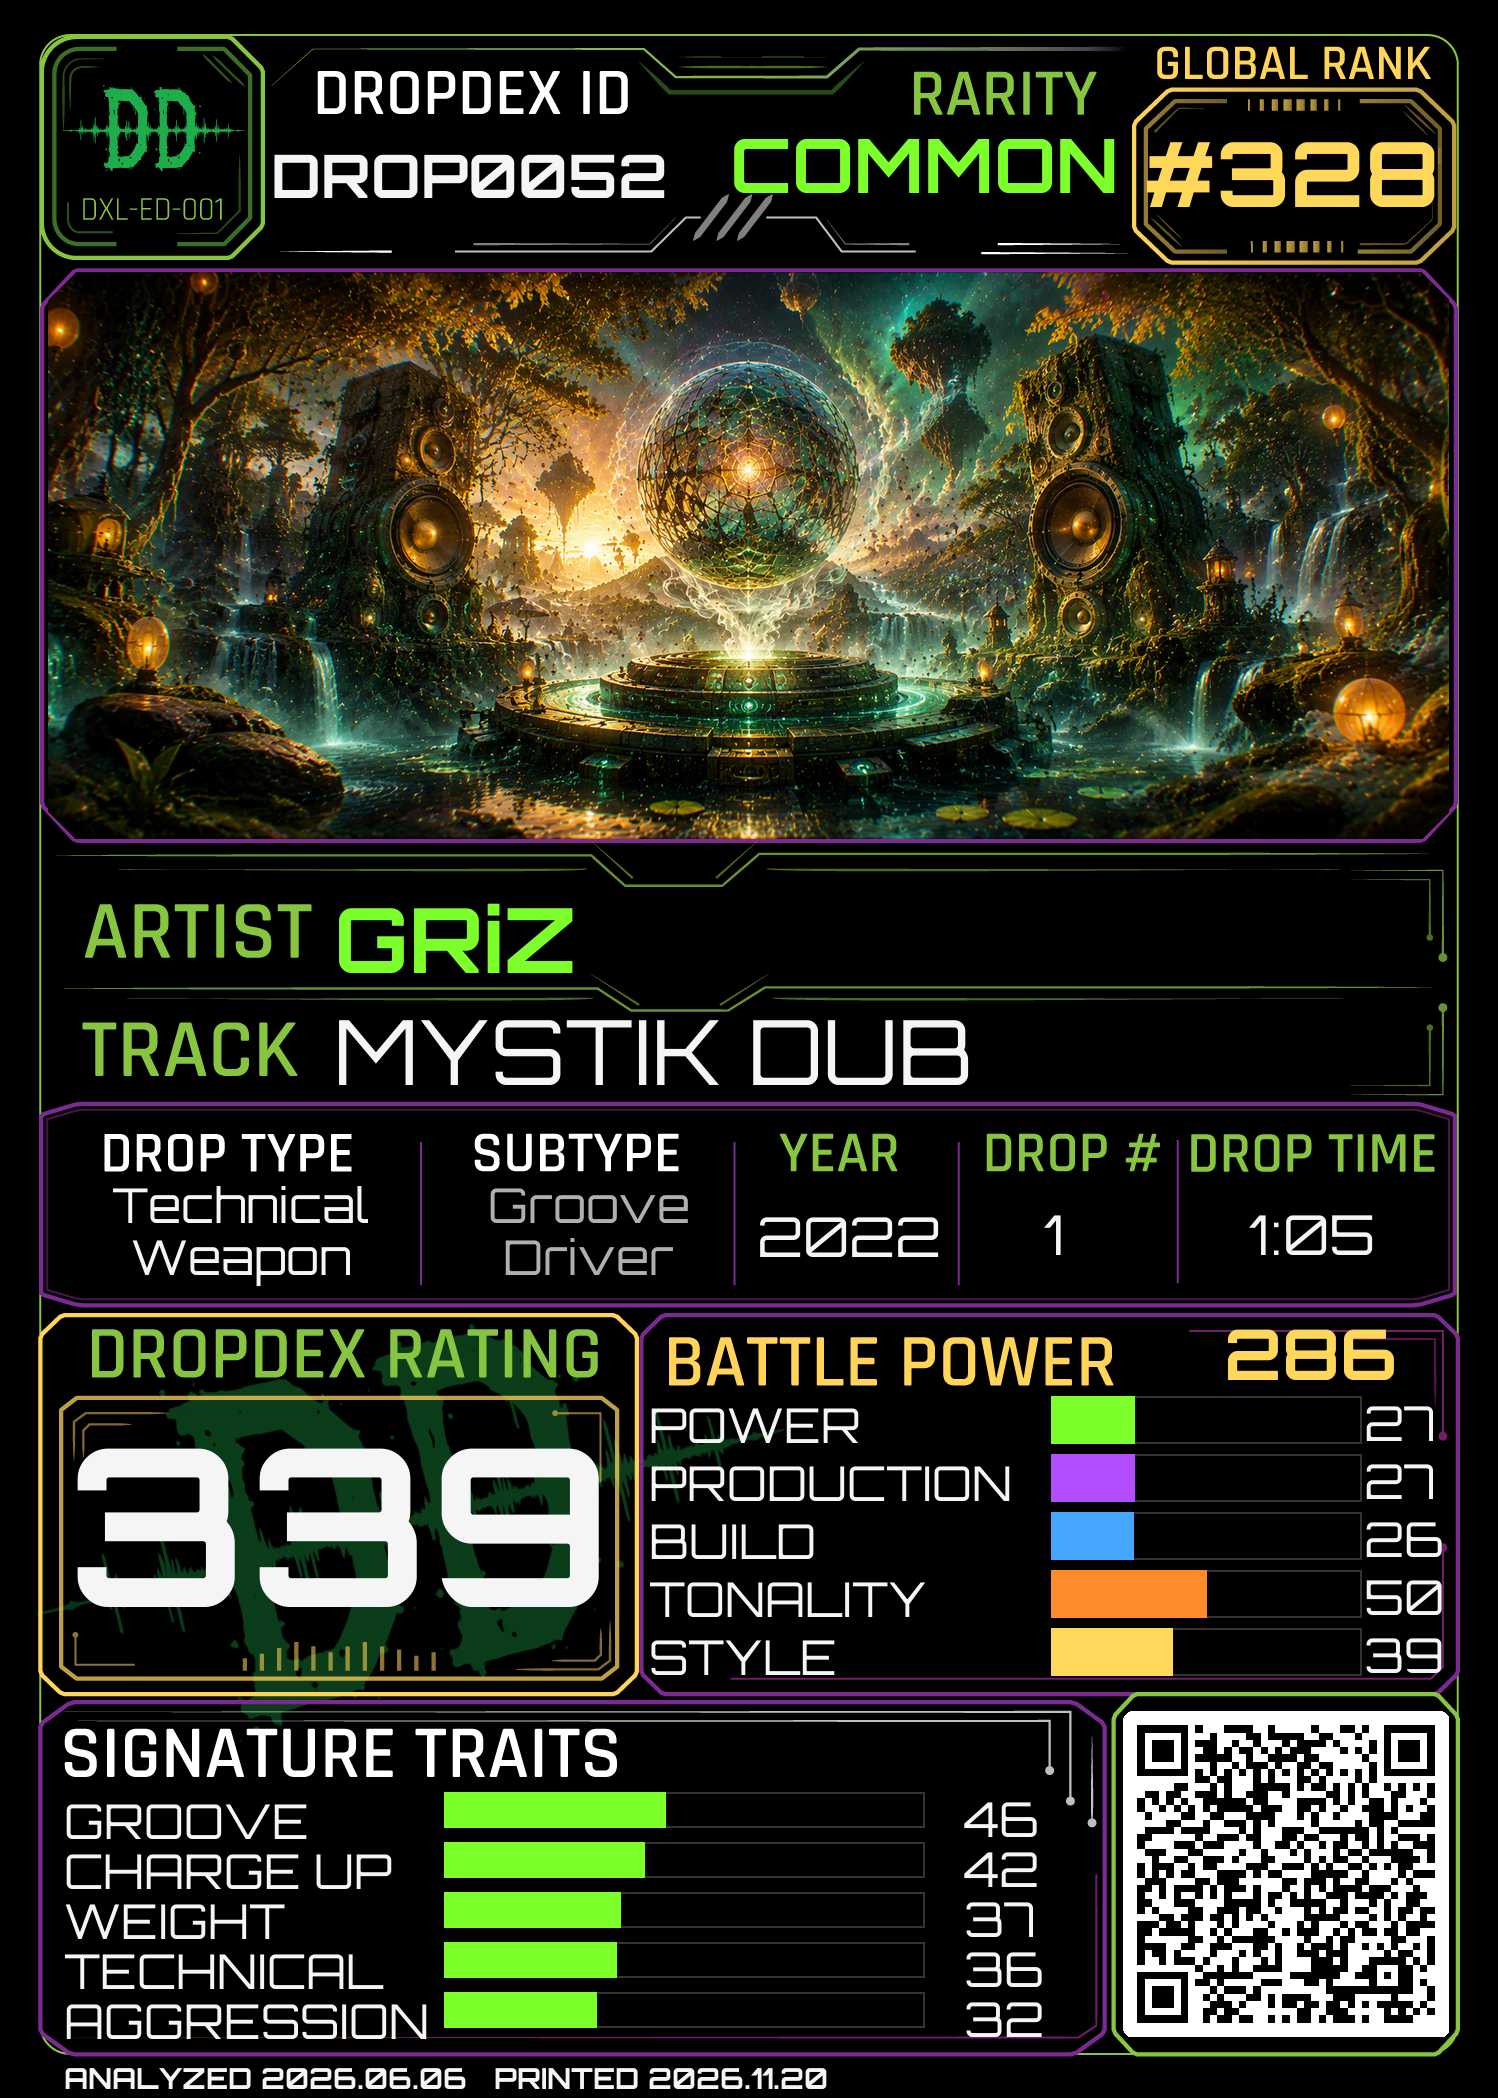 DD
DXL-ED-001
DROPDEX ID
DROP0052
RARITY
COMMON
GLOBAL RANK
#328
ARTIST GRiZ
TRACK MYSTIK DUB
DROP TYPE
Technical
Weapon
SUBTYPE
Groove
Driver
YEAR
2022
DROP #
1
DROP TIME
1:05
DROPDEX RATING
339
BATTLE POWER 286
POWER 27
PRODUCTION 27
BUILD 26
TONALITY 50
STYLE 39
SIGNATURE TRAITS
GROOVE 46
CHARGE UP 42
WEIGHT 37
TECHNICAL 36
AGGRESSION 32
ANALYZED 2026.06.06 PRINTED 2026.11.20